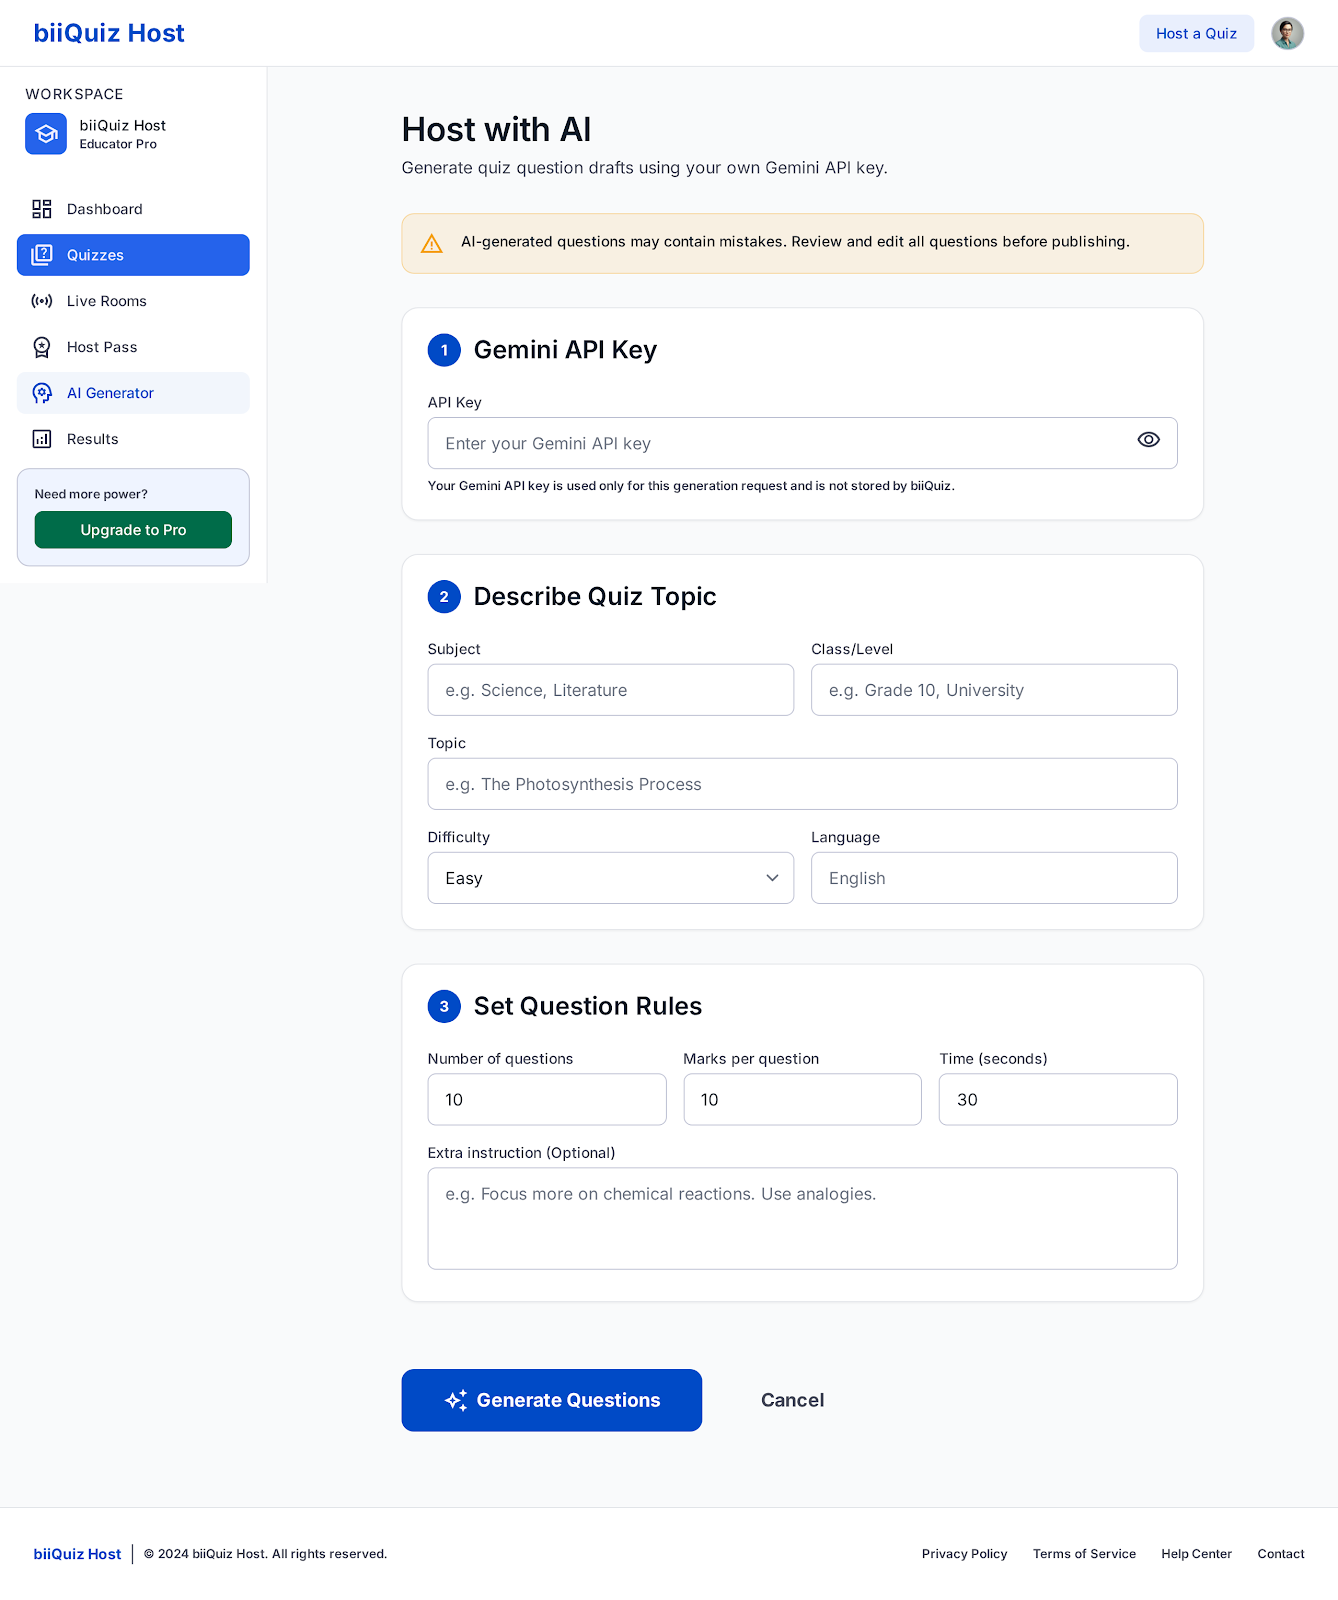 biiQuiz Host
Host a Quiz
WORKSPACE
biiQuiz Host
Educator Pro
Dashboard
Quizzes
Live Rooms
Host Pass
AI Generator
Results
Need more power?
Upgrade to Pro
Host with AI
Generate quiz question drafts using your own Gemini API key.
AI-generated questions may contain mistakes. Review and edit all questions before publishing.
1 Gemini API Key
API Key
Enter your Gemini API key
Your Gemini API key is used only for this generation request and is not stored by biiQuiz.
2 Describe Quiz Topic
Subject Class/Level
e.g. Science, Literature e.g. Grade 10, University
Topic
e.g. The Photosynthesis Process
Difficulty Language
Easy English
3 Set Question Rules
Number of questions Marks per question Time (seconds)
10 10 30
Extra instruction (Optional)
e.g. Focus more on chemical reactions. Use analogies.
Generate Questions Cancel
biiQuiz Host © 2024 biiQuiz Host. All rights reserved. Privacy Policy Terms of Service Help Center Contact